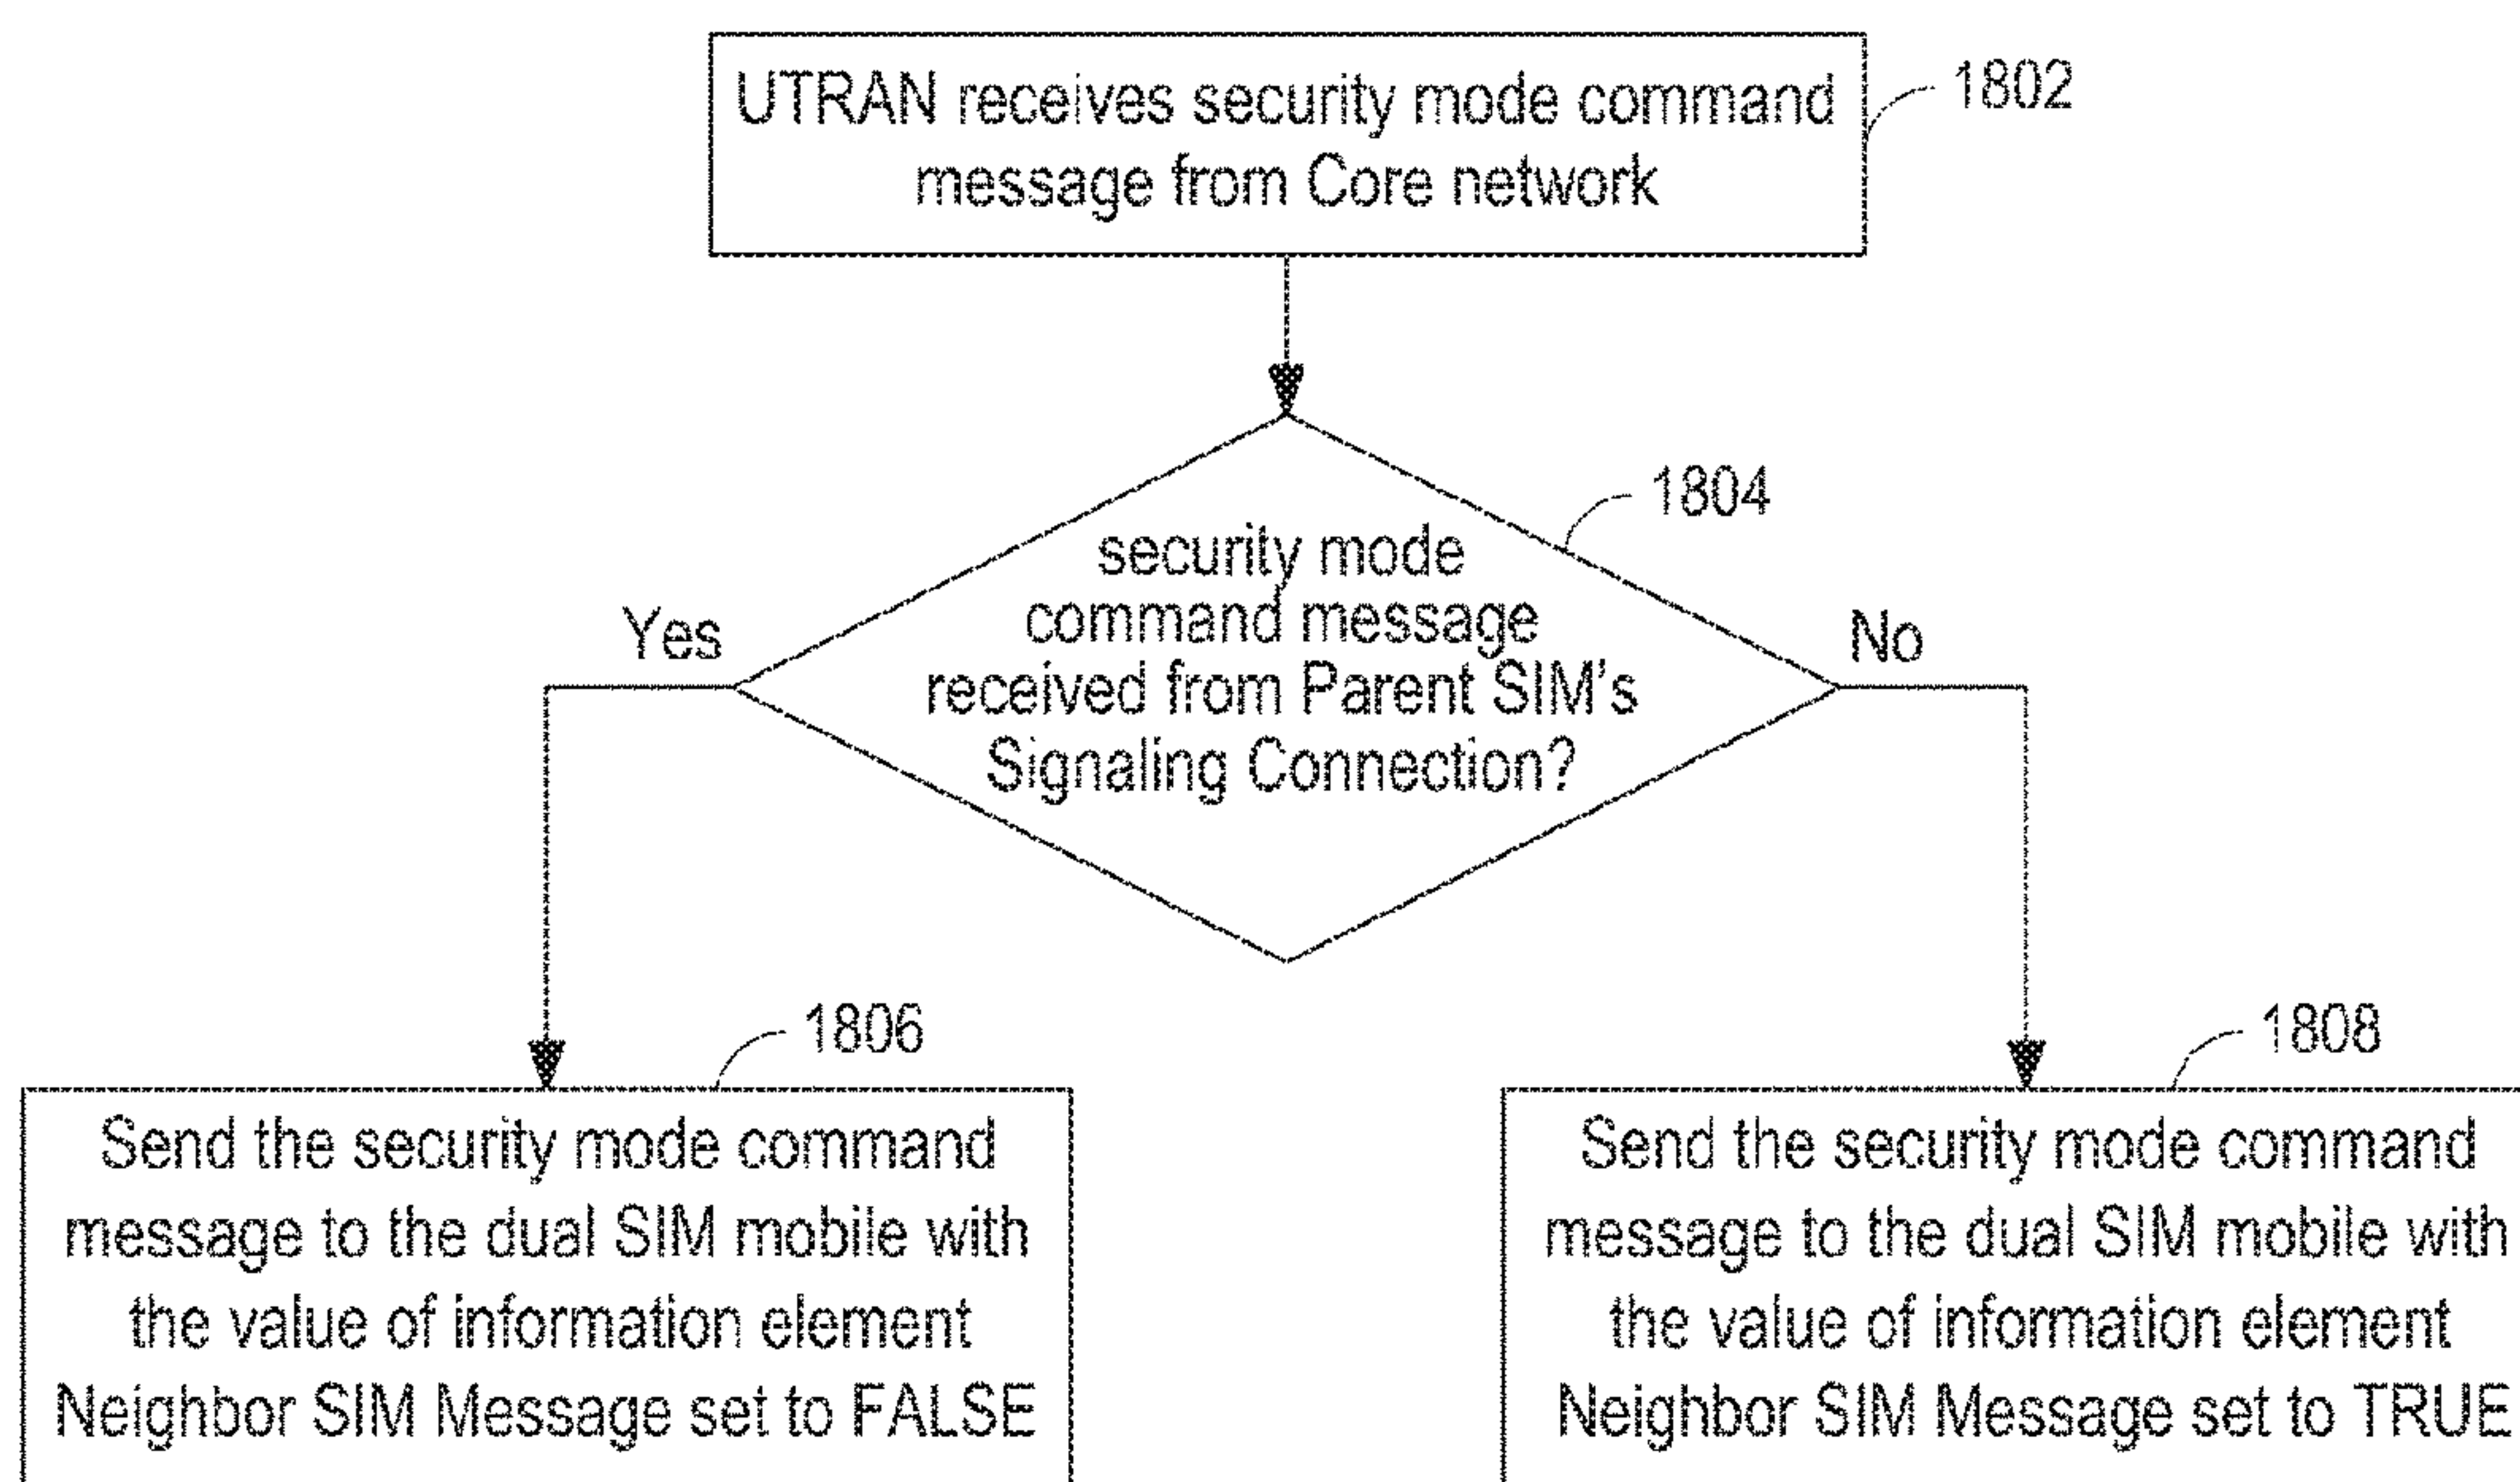 UTRAN receives security mode command
message from Core network
1802
1804
security mode
command message
received from Parent SIM's
Signaling Connection?
Yes
No
1806
Send the security mode command
message to the dual SIM mobile with
the value of information element
Neighbor SIM Message set to FALSE
1808
Send the security mode command
message to the dual SIM mobile with
the value of information element
Neighbor SIM Message set to TRUE